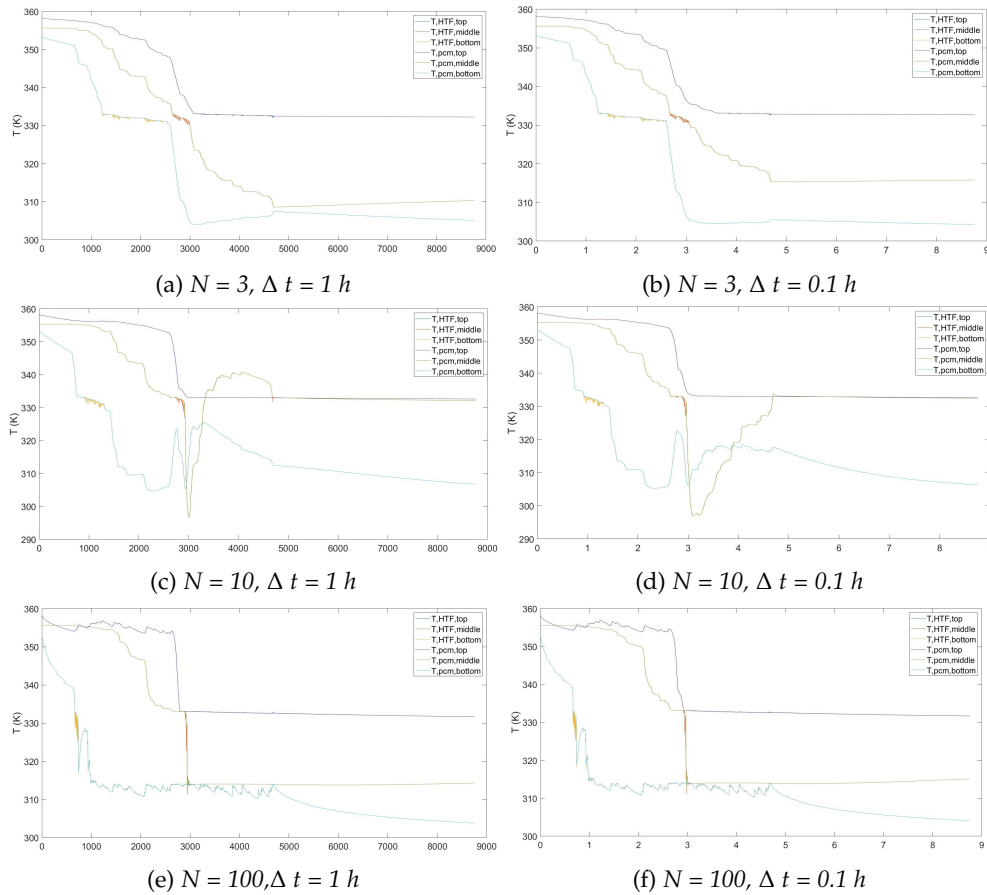 360
350
340
330
320
310
300
T (K)
0 1000 2000 3000 4000 5000 6000 7000 8000 9000
T,HTF,top
T,HTF,middle
T,HTF,bottom
T,pcm,top
T,pcm,middle
T,pcm,bottom
(a) N = 3, Δ t = 1 h
360
350
340
330
320
310
300
T (K)
0 1 2 3 4 5 6 7 8 9
T,HTF,top
T,HTF,middle
T,HTF,bottom
T,pcm,top
T,pcm,middle
T,pcm,bottom
(b) N = 3, Δ t = 0.1 h
360
350
340
330
320
310
300
290
T (K)
0 1000 2000 3000 4000 5000 6000 7000 8000 9000
T,HTF,top
T,HTF,middle
T,HTF,bottom
T,pcm,top
T,pcm,middle
T,pcm,bottom
(c) N = 10, Δ t = 1 h
360
350
340
330
320
310
300
290
T (K)
0 1 2 3 4 5 6 7 8
T,HTF,top
T,HTF,middle
T,HTF,bottom
T,pcm,top
T,pcm,middle
T,pcm,bottom
(d) N = 10, Δ t = 0.1 h
360
350
340
330
320
310
300
T (K)
0 1000 2000 3000 4000 5000 6000 7000 8000 9000
T,HTF,top
T,HTF,middle
T,HTF,bottom
T,pcm,top
T,pcm,middle
T,pcm,bottom
(e) N = 100,Δ t = 1 h
360
350
340
330
320
310
300
T (K)
0 1 2 3 4 5 6 7 8 9
T,HTF,top
T,HTF,middle
T,HTF,bottom
T,pcm,top
T,pcm,middle
T,pcm,bottom
(f) N = 100, Δ t = 0.1 h